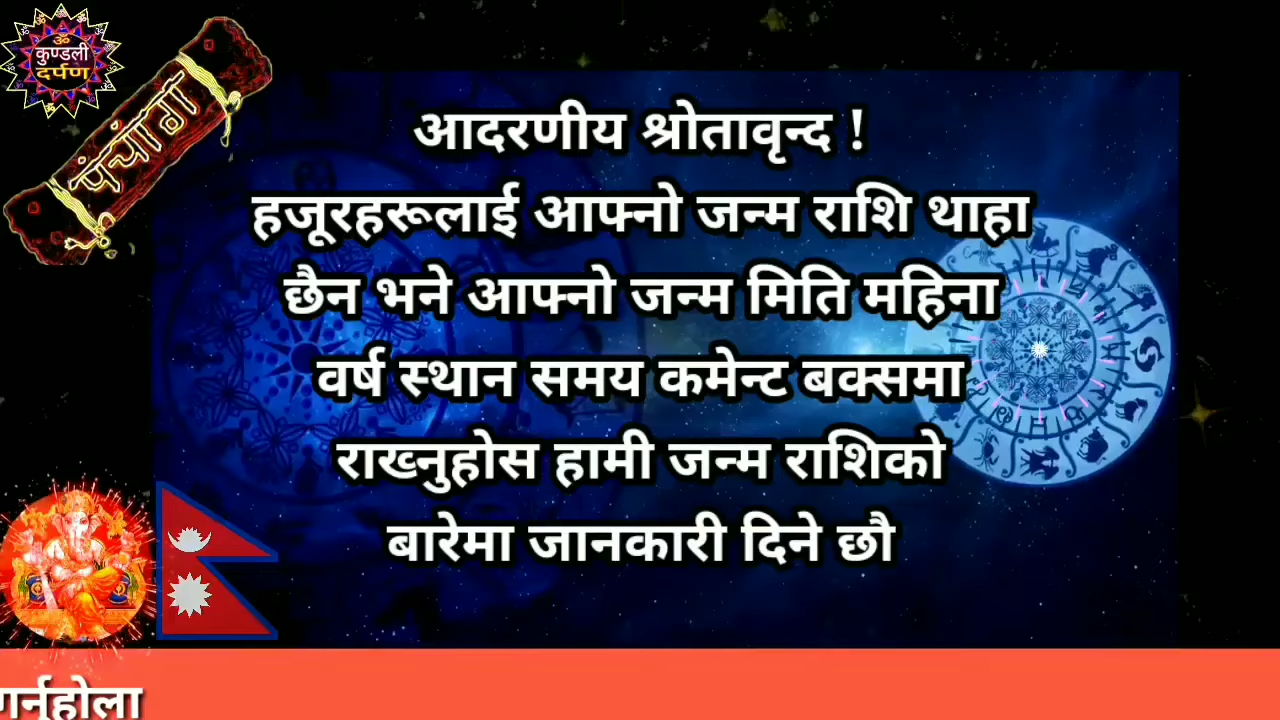 ॐ
कुण्डली
दर्पण
पंचांग
आदरणीय श्रोतावृन्द !
हजूरहरूलाई आफ्नो जन्म राशि थाहा
छैन भने आफ्नो जन्म मिति महिना
वर्ष स्थान समय कमेन्ट बक्समा
राख्नुहोस हामी जन्म राशिको
बारेमा जानकारी दिने छौ
गर्नुहोला